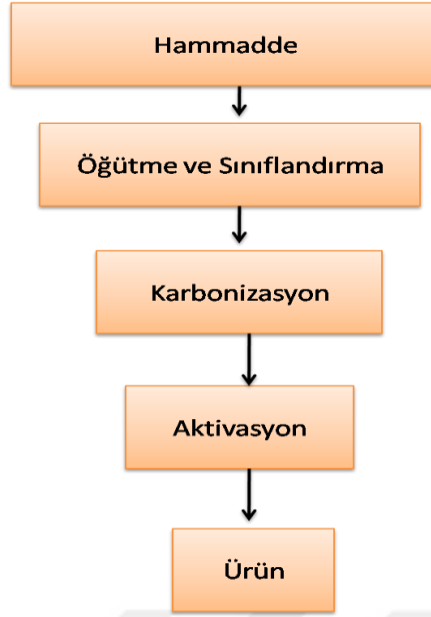 Hammadde
Öğütme ve Sınıflandırma
Karbonizasyon
Aktivasyon
Ürün